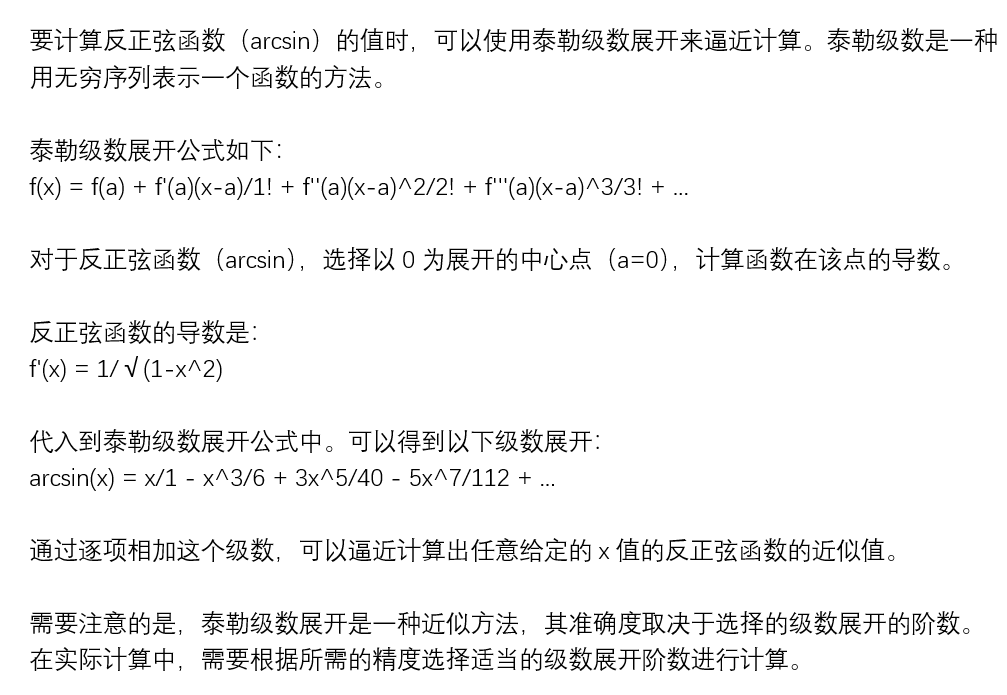 要计算反正弦函数（arcsin）的值时，可以使用泰勒级数展开来逼近计算。泰勒级数是一种
用无穷序列表示一个函数的方法。
泰勒级数展开公式如下：
f(x) = f(a) + f'(a)(x-a)/1! + f''(a)(x-a)^2/2! + f'''(a)(x-a)^3/3! + ...
对于反正弦函数（arcsin），选择以 0 为展开的中心点（a=0），计算函数在该点的导数。
反正弦函数的导数是：
f'(x) = 1/√(1-x^2)
代入到泰勒级数展开公式中。可以得到以下级数展开：
arcsin(x) = x/1 - x^3/6 + 3x^5/40 - 5x^7/112 + ...
通过逐项相加这个级数，可以逼近计算出任意给定的 x 值的反正弦函数的近似值。
需要注意的是，泰勒级数展开是一种近似方法，其准确度取决于选择的级数展开的阶数。
在实际计算中，需要根据所需的精度选择适当的级数展开阶数进行计算。